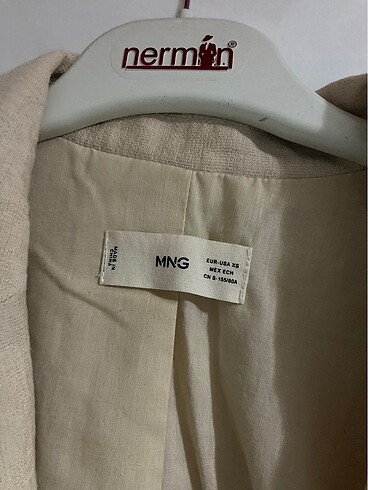 nermin®
MADE IN
CHINA
MNG
EUR-USA XS
MEX ECH
CN S-155/80A